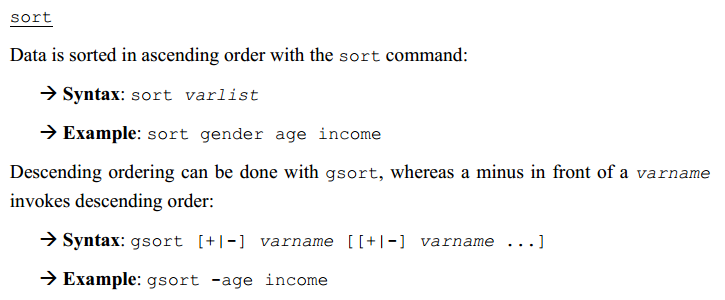 sort
Data is sorted in ascending order with the sort command:
→ Syntax: sort varlist
→ Example: sort gender age income
Descending ordering can be done with gsort, whereas a minus in front of a varname
invokes descending order:
→ Syntax: gsort [+|-] varname [[+|-] varname ...]
→ Example: gsort -age income